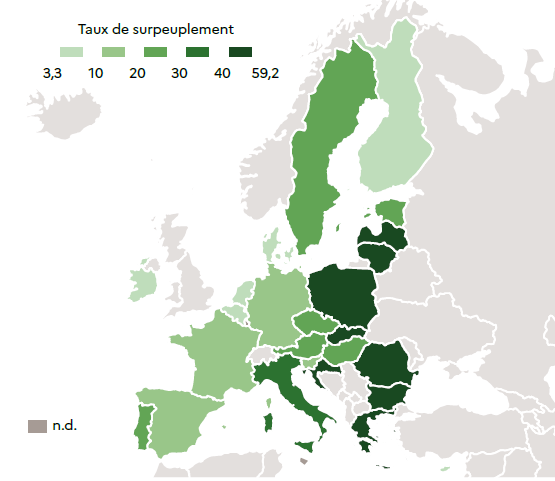 Taux de surpeuplement
3,3 10 20 30 40 59,2
n.d.